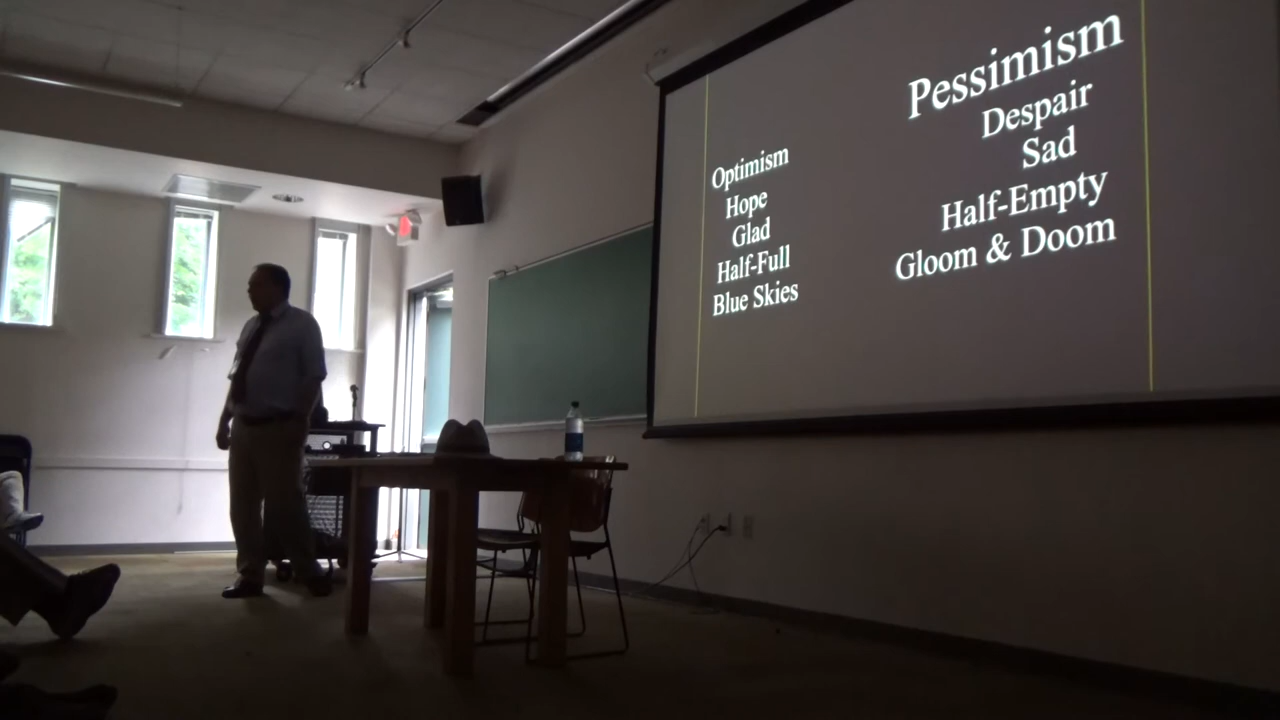 Optimism
Hope
Glad
Half-Full
Blue Skies
Pessimism
Despair
Sad
Half-Empty
Gloom & Doom